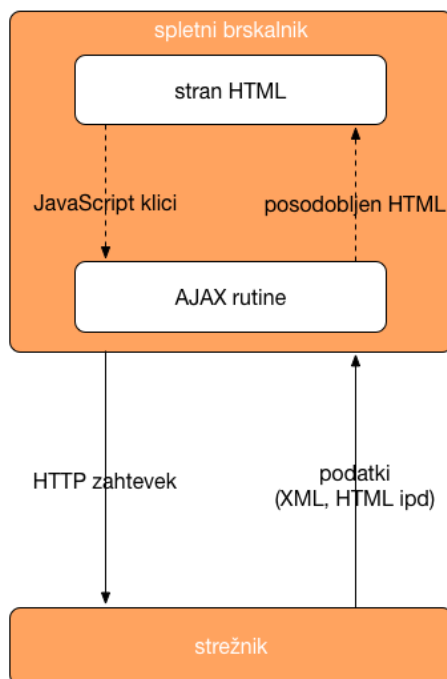 spletni brskalnik
stran HTML
JavaScript klici
posodobljen HTML
AJAX rutine
HTTP zahtevek
podatki
(XML, HTML ipd)
strežnik